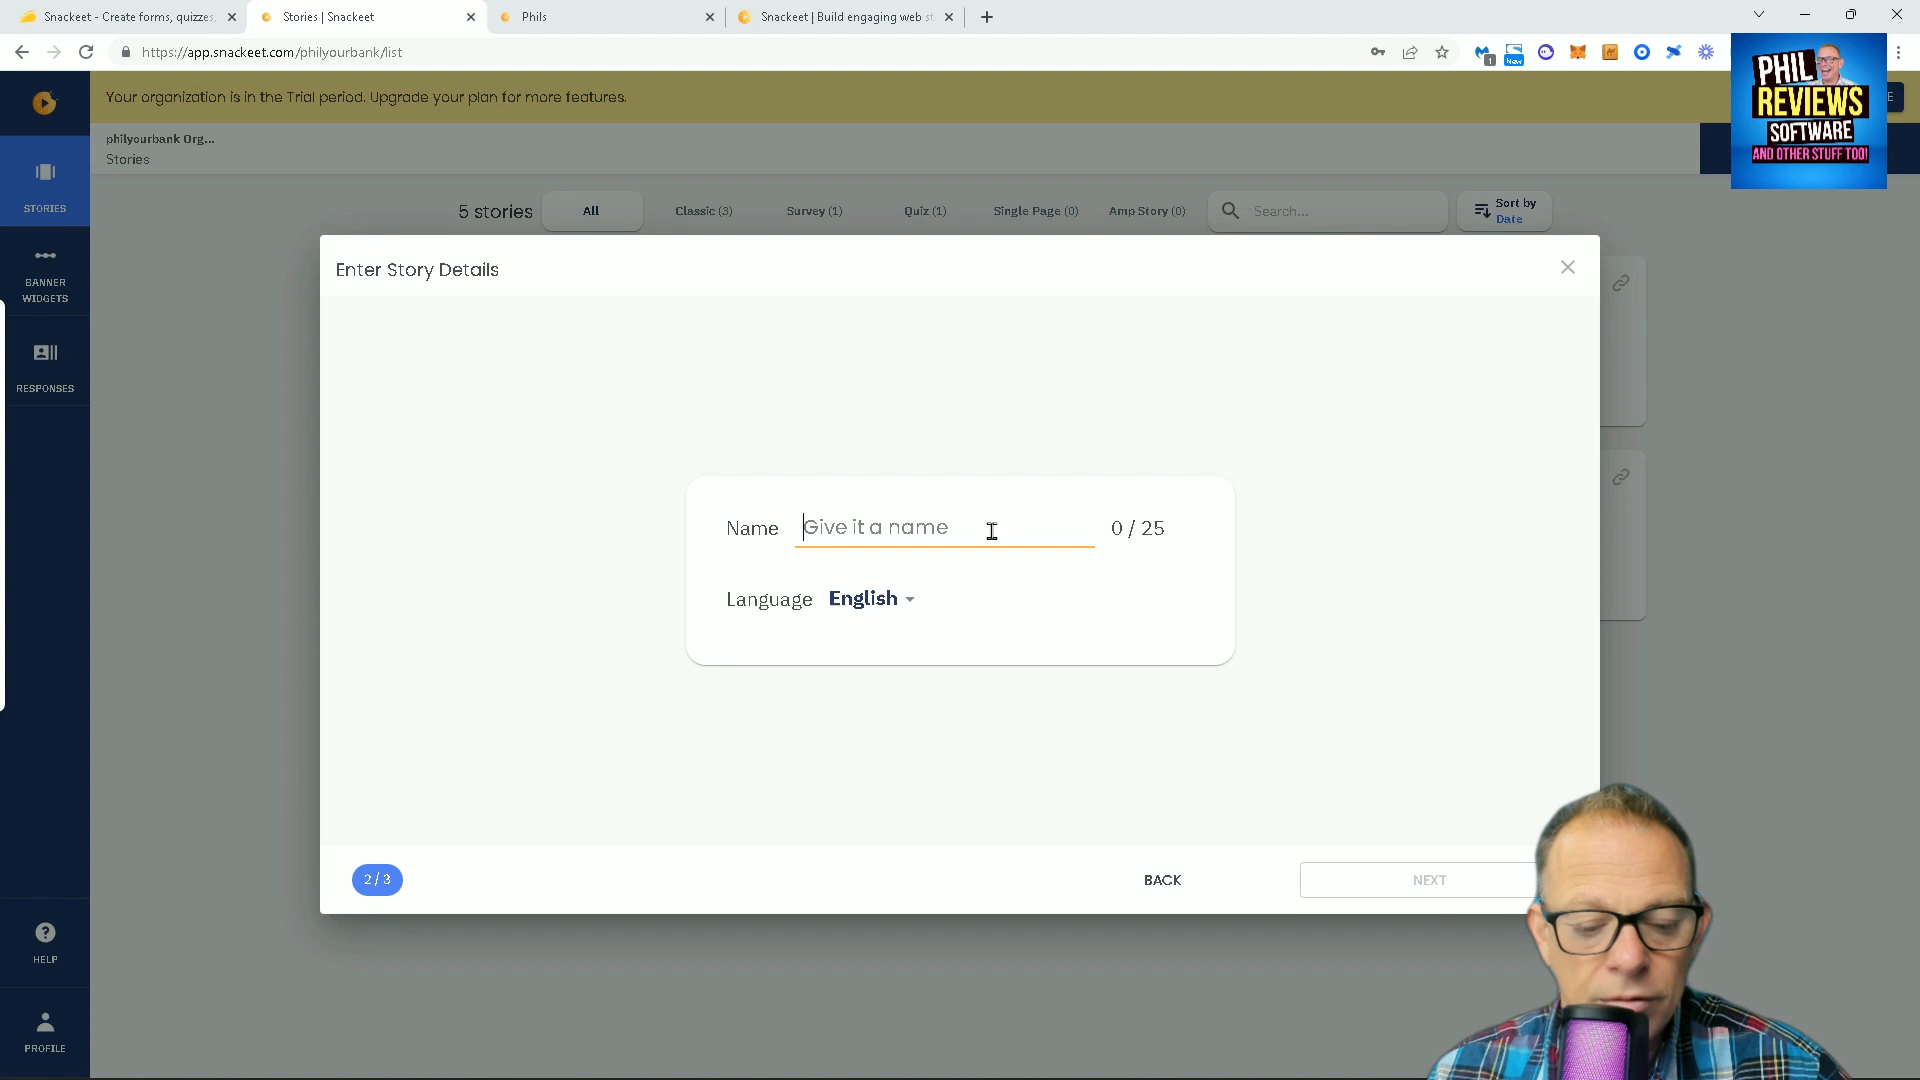 Snackeet - Create forms, quizzes,
Stories | Snackeet
Phils
Snackeet | Build engaging web st
https://app.snackeet.com/philyourbank/list
1
New
PHIL
REVIEWS
SOFTWARE
AND OTHER STUFF TOO!
Your organization is in the Trial period. Upgrade your plan for more features.
E
philyourbank Org...
Stories
STORIES
BANNER
WIDGETS
RESPONSES
HELP
PROFILE
5 stories
All
Classic (3)
Survey (1)
Quiz (1)
Single Page (0)
Amp Story (0)
Search...
Sort by
Date
Enter Story Details
Name
Give it a name
0 / 25
Language
English
2 / 3
BACK
NEXT